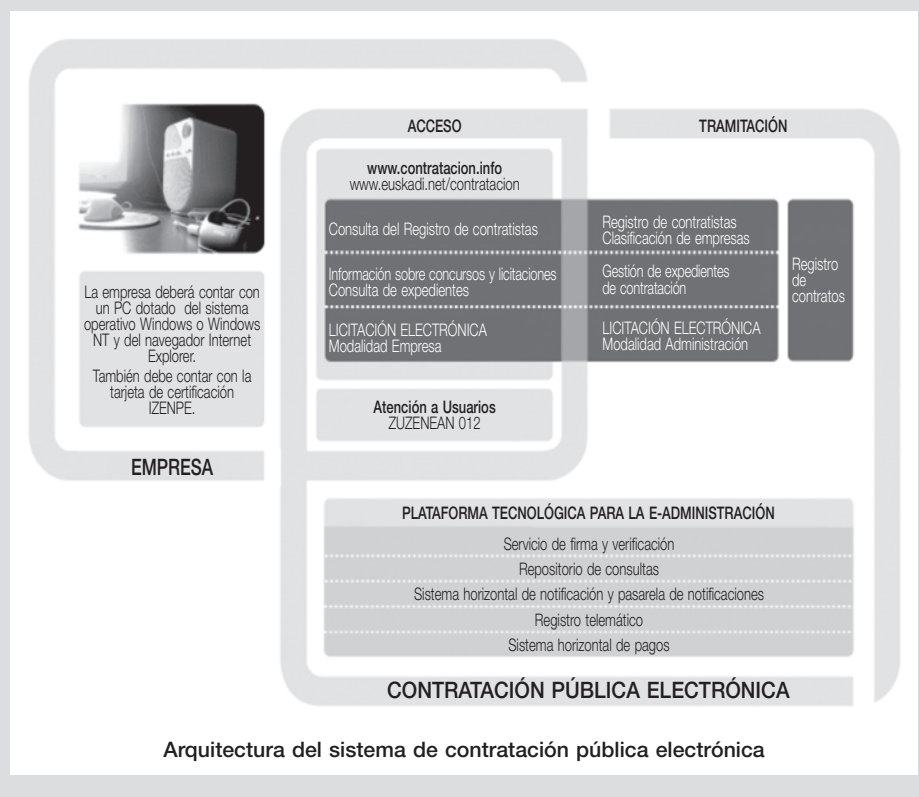 ACCESO
TRAMITACIÓN
www.contratacion.info
www.euskadi.net/contratacion
Consulta del Registro de contratistas
Registro de contratistas
Clasificación de empresas
Información sobre concursos y licitaciones
Consulta de expedientes
Gestión de expedientes
de contratación
LICITACIÓN ELECTRÓNICA
Modalidad Empresa
LICITACIÓN ELECTRÓNICA
Modalidad Administración
Registro
de
contratos
La empresa deberá contar con
un PC dotado del sistema
operativo Windows o Windows
NT y del navegador Internet
Explorer.
También debe contar con la
tarjeta de certificación
IZENPE.
Atención a Usuarios
ZUZENEAN 012
EMPRESA
PLATAFORMA TECNOLÓGICA PARA LA E-ADMINISTRACIÓN
Servicio de firma y verificación
Repositorio de consultas
Sistema horizontal de notificación y pasarela de notificaciones
Registro telemático
Sistema horizontal de pagos
CONTRATACIÓN PÚBLICA ELECTRÓNICA
Arquitectura del sistema de contratación pública electrónica